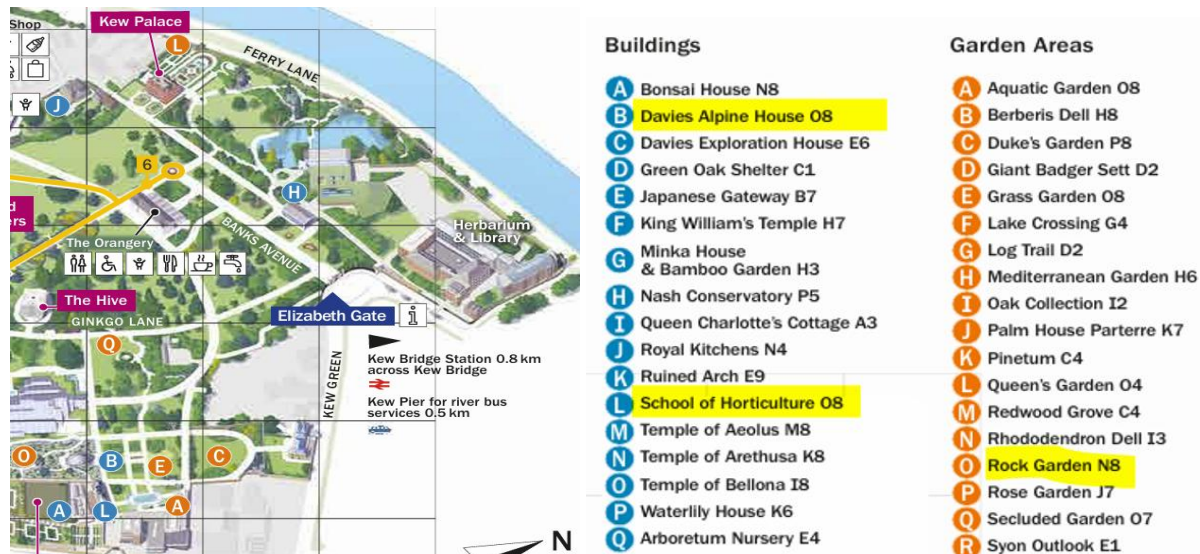 Shop
Kew Palace
L
FERRY LANE
J
6
H
The Orangery
BANKS AVENUE
Herbarium
& Library
The Hive
GINKGO LANE
Elizabeth Gate
i
Q
Kew Bridge Station 0.8 km
across Kew Bridge
Kew Pier for river bus
services 0.5 km
KEW GREEN
O
B
E
C
A
L
A
N
Buildings
A Bonsai House N8
B Davies Alpine House O8
C Davies Exploration House E6
D Green Oak Shelter C1
E Japanese Gateway B7
F King William's Temple H7
G Minka House
& Bamboo Garden H3
H Nash Conservatory P5
I Queen Charlotte's Cottage A3
J Royal Kitchens N4
K Ruined Arch E9
L School of Horticulture O8
M Temple of Aeolus M8
N Temple of Arethusa K8
O Temple of Bellona I8
P Waterlily House K6
Q Arboretum Nursery E4
Garden Areas
A Aquatic Garden O8
B Berberis Dell H8
C Duke's Garden P8
D Giant Badger Sett D2
E Grass Garden O8
F Lake Crossing G4
G Log Trail D2
H Mediterranean Garden H6
I Oak Collection I2
J Palm House Parterre K7
K Pinetum C4
L Queen's Garden O4
M Redwood Grove C4
N Rhododendron Dell I3
O Rock Garden N8
P Rose Garden J7
Q Secluded Garden O7
R Syon Outlook E1